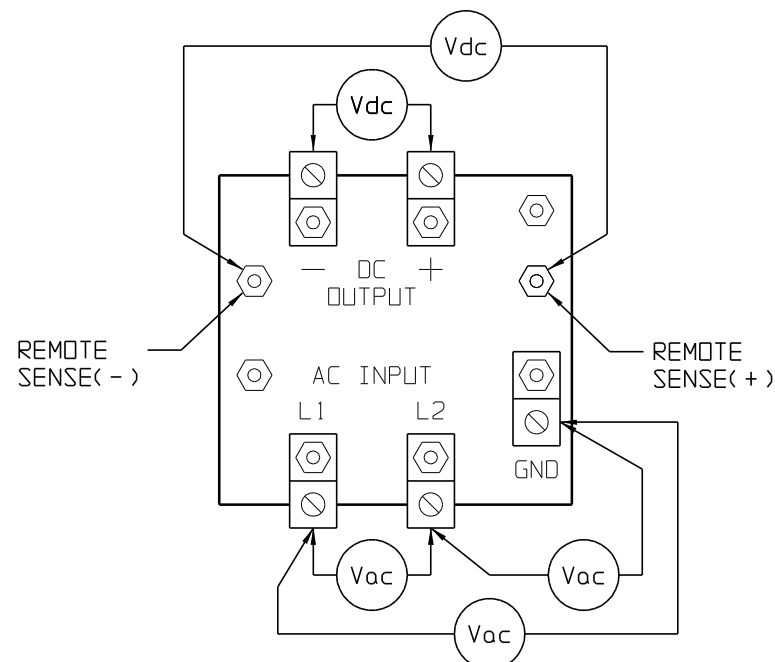 Vdc
Vdc
- DC +
OUTPUT
REMOTE
SENSE(-)
REMOTE
SENSE(+)
AC INPUT
L1 L2
GND
Vac
Vac
Vac